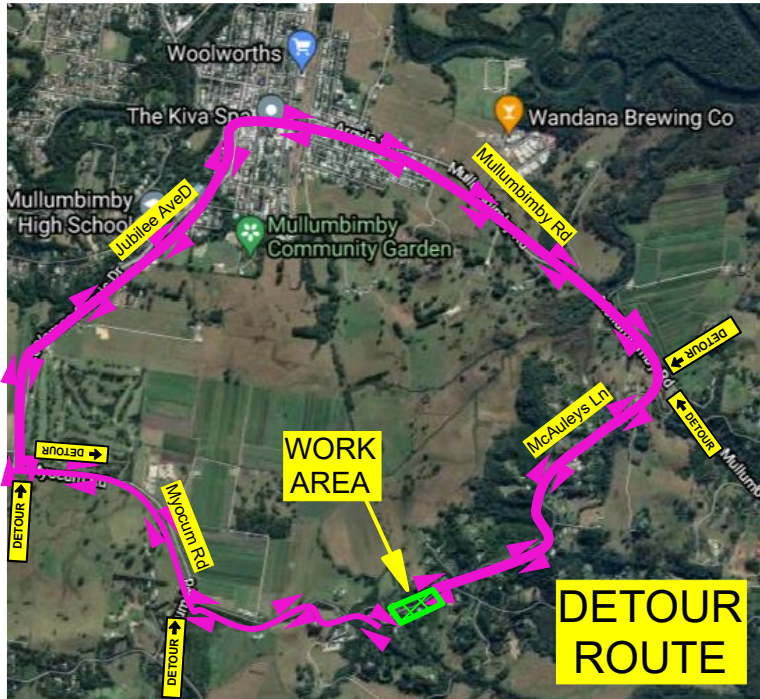 Woolworths
The Kiva Spa
Wandana Brewing Co
Argyle
Mullumbimby Rd
Mullumbimby
High School
Jubilee AveD
Mullumbimby
Community Garden
DETOUR
DETOUR
McAuleys Ln
WORK
AREA
DETOUR
Myocum Rd
DETOUR
DETOUR
DETOUR
ROUTE